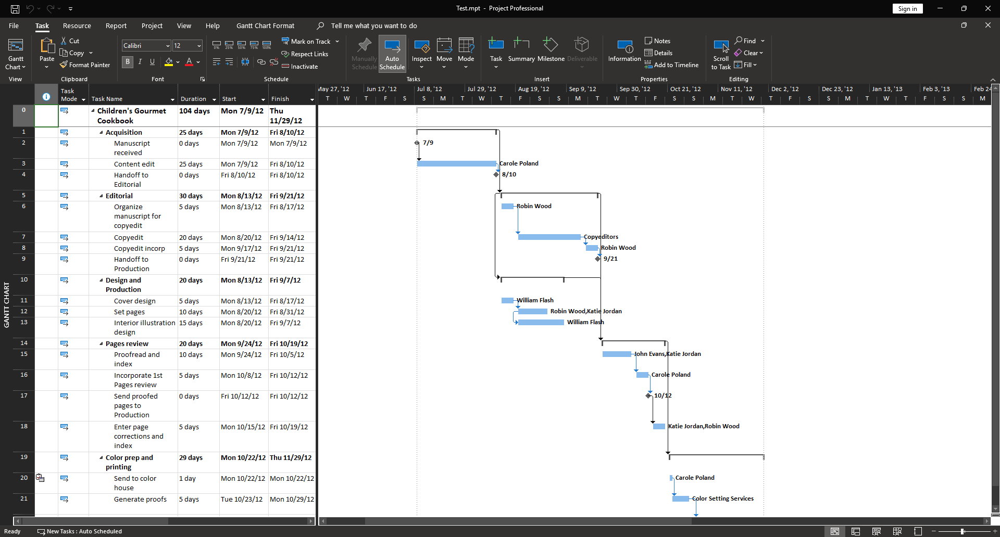 Test.mpt - Project Professional
Sign in
File Task Resource Report Project View Help Gantt Chart Format Tell me what you want to do
Gantt Chart
View
Paste
Cut
Copy
Format Painter
Clipboard
Calibri 12
B I U A
Font
0% 25% 50% 75% 100%
Mark on Track
Respect Links
Inactivate
Schedule
Manually Schedule
Auto Schedule
Inspect
Move
Mode
Tasks
Task
Summary
Milestone
Deliverable
Insert
Information
Notes
Details
Add to Timeline
Properties
Scroll to Task
Find
Clear
Fill
Editing
Task Mode Task Name Duration Start Finish
May 27, '12 Jun 17, '12 Jul 8, '12 Jul 29, '12 Aug 19, '12 Sep 9, '12 Sep 30, '12 Oct 21, '12 Nov 11, '12 Dec 2, '12 Dec 23, '12 Jan 13, '13 Feb 3, '13 Feb 24
T W T F S S M T W T F S S M T W T F S S M T W T F S S M T W T F S S M
0 Children's Gourmet Cookbook 104 days Mon 7/9/12 Thu 11/29/12
1 Acquisition 25 days Mon 7/9/12 Fri 8/10/12
2 Manuscript received 0 days Mon 7/9/12 Mon 7/9/12 7/9
3 Content edit 25 days Mon 7/9/12 Fri 8/10/12 Carole Poland
4 Handoff to Editorial 0 days Fri 8/10/12 Fri 8/10/12 8/10
5 Editorial 30 days Mon 8/13/12 Fri 9/21/12
6 Organize manuscript for copyedit 5 days Mon 8/13/12 Fri 8/17/12 Robin Wood
7 Copyedit 20 days Mon 8/20/12 Fri 9/14/12 Copyeditors
8 Copyedit incorp 5 days Mon 9/17/12 Fri 9/21/12 Robin Wood
9 Handoff to Production 0 days Fri 9/21/12 Fri 9/21/12 9/21
10 Design and Production 20 days Mon 8/13/12 Fri 9/7/12
11 Cover design 5 days Mon 8/13/12 Fri 8/17/12 William Flash
12 Set pages 10 days Mon 8/20/12 Fri 8/31/12 Robin Wood,Katie Jordan
13 Interior illustration design 15 days Mon 8/20/12 Fri 9/7/12 William Flash
14 Pages review 20 days Mon 9/24/12 Fri 10/19/12
15 Proofread and index 10 days Mon 9/24/12 Fri 10/5/12 John Evans,Katie Jordan
16 Incorporate 1st Pages review 5 days Mon 10/8/12 Fri 10/12/12 Carole Poland
17 Send proofed pages to Production 0 days Fri 10/12/12 Fri 10/12/12 10/12
18 Enter page corrections and index 5 days Mon 10/15/12 Fri 10/19/12 Katie Jordan,Robin Wood
19 Color prep and printing 29 days Mon 10/22/12 Thu 11/29/12
20 Send to color house 1 day Mon 10/22/12 Mon 10/22/12 Carole Poland
21 Generate proofs 5 days Tue 10/23/12 Mon 10/29/12 Color Setting Services
GANTT CHART
Ready New Tasks : Auto Scheduled